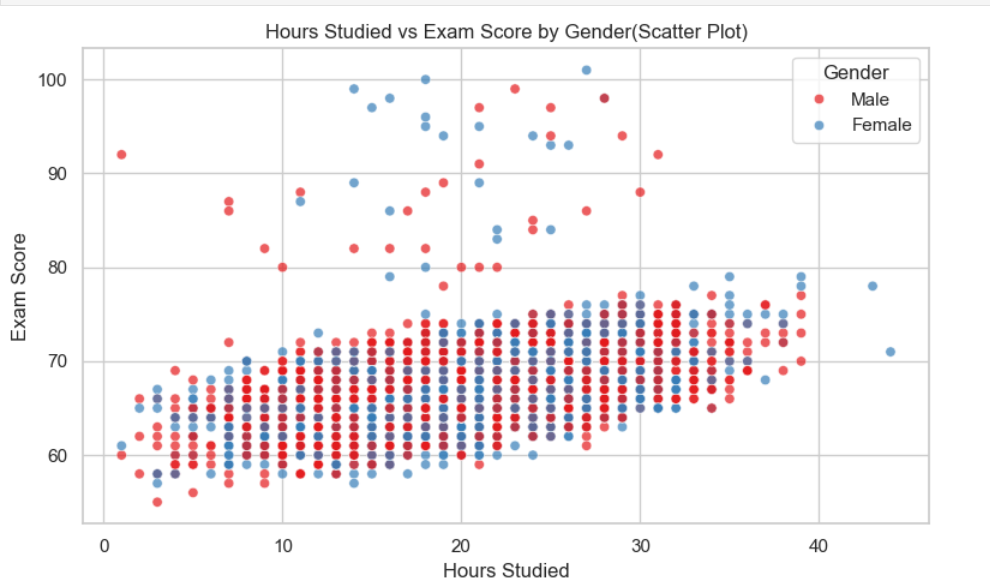 Hours Studied vs Exam Score by Gender(Scatter Plot)
Gender
Male
Female
Exam Score
100
90
80
70
60
0 10 20 30 40
Hours Studied